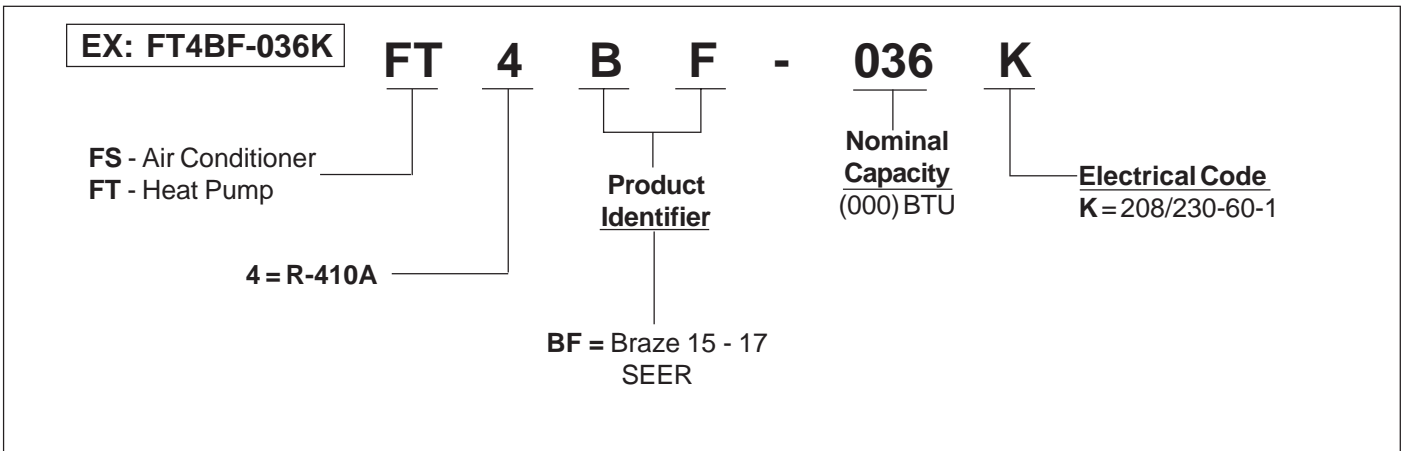 EX: FT4BF-036K
FT 4 B F - 036 K
FS - Air Conditioner
FT - Heat Pump
4 = R-410A
Product
Identifier
BF = Braze 15 - 17
SEER
Nominal
Capacity
(000) BTU
Electrical Code
K = 208/230-60-1